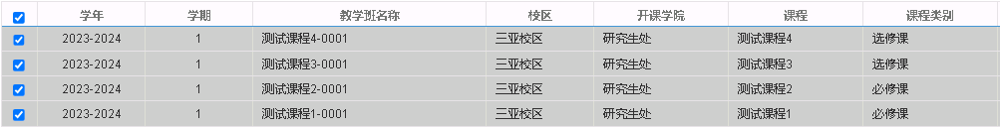 学年 学期 教学班名称 校区 开课学院 课程 课程类别
2023-2024 1 测试课程4-0001 三亚校区 研究生处 测试课程4 选修课
2023-2024 1 测试课程3-0001 三亚校区 研究生处 测试课程3 选修课
2023-2024 1 测试课程2-0001 三亚校区 研究生处 测试课程2 必修课
2023-2024 1 测试课程1-0001 三亚校区 研究生处 测试课程1 必修课